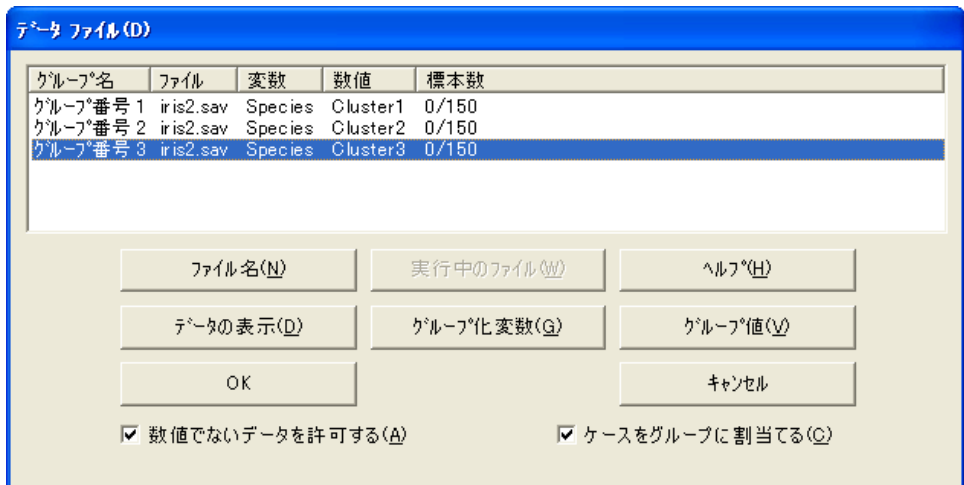 ﾃﾞｰﾀ ﾌｧｲﾙ(D)
ｸﾞﾙｰﾌﾟ名 ﾌｧｲﾙ 変数 数値 標本数
ｸﾞﾙｰﾌﾟ番号 1 iris2.sav Species Cluster1 0/150
ｸﾞﾙｰﾌﾟ番号 2 iris2.sav Species Cluster2 0/150
ｸﾞﾙｰﾌﾟ番号 3 iris2.sav Species Cluster3 0/150
ﾌｧｲﾙ名(N) 実行中のﾌｧｲﾙ(W) ﾍﾙﾌﾟ(H)
ﾃﾞｰﾀの表示(D) ｸﾞﾙｰﾌﾟ化変数(G) ｸﾞﾙｰﾌﾟ値(V)
OK ｷｬﾝｾﾙ
数値でないデータを許可する(A) ケースをグループに割当てる(C)